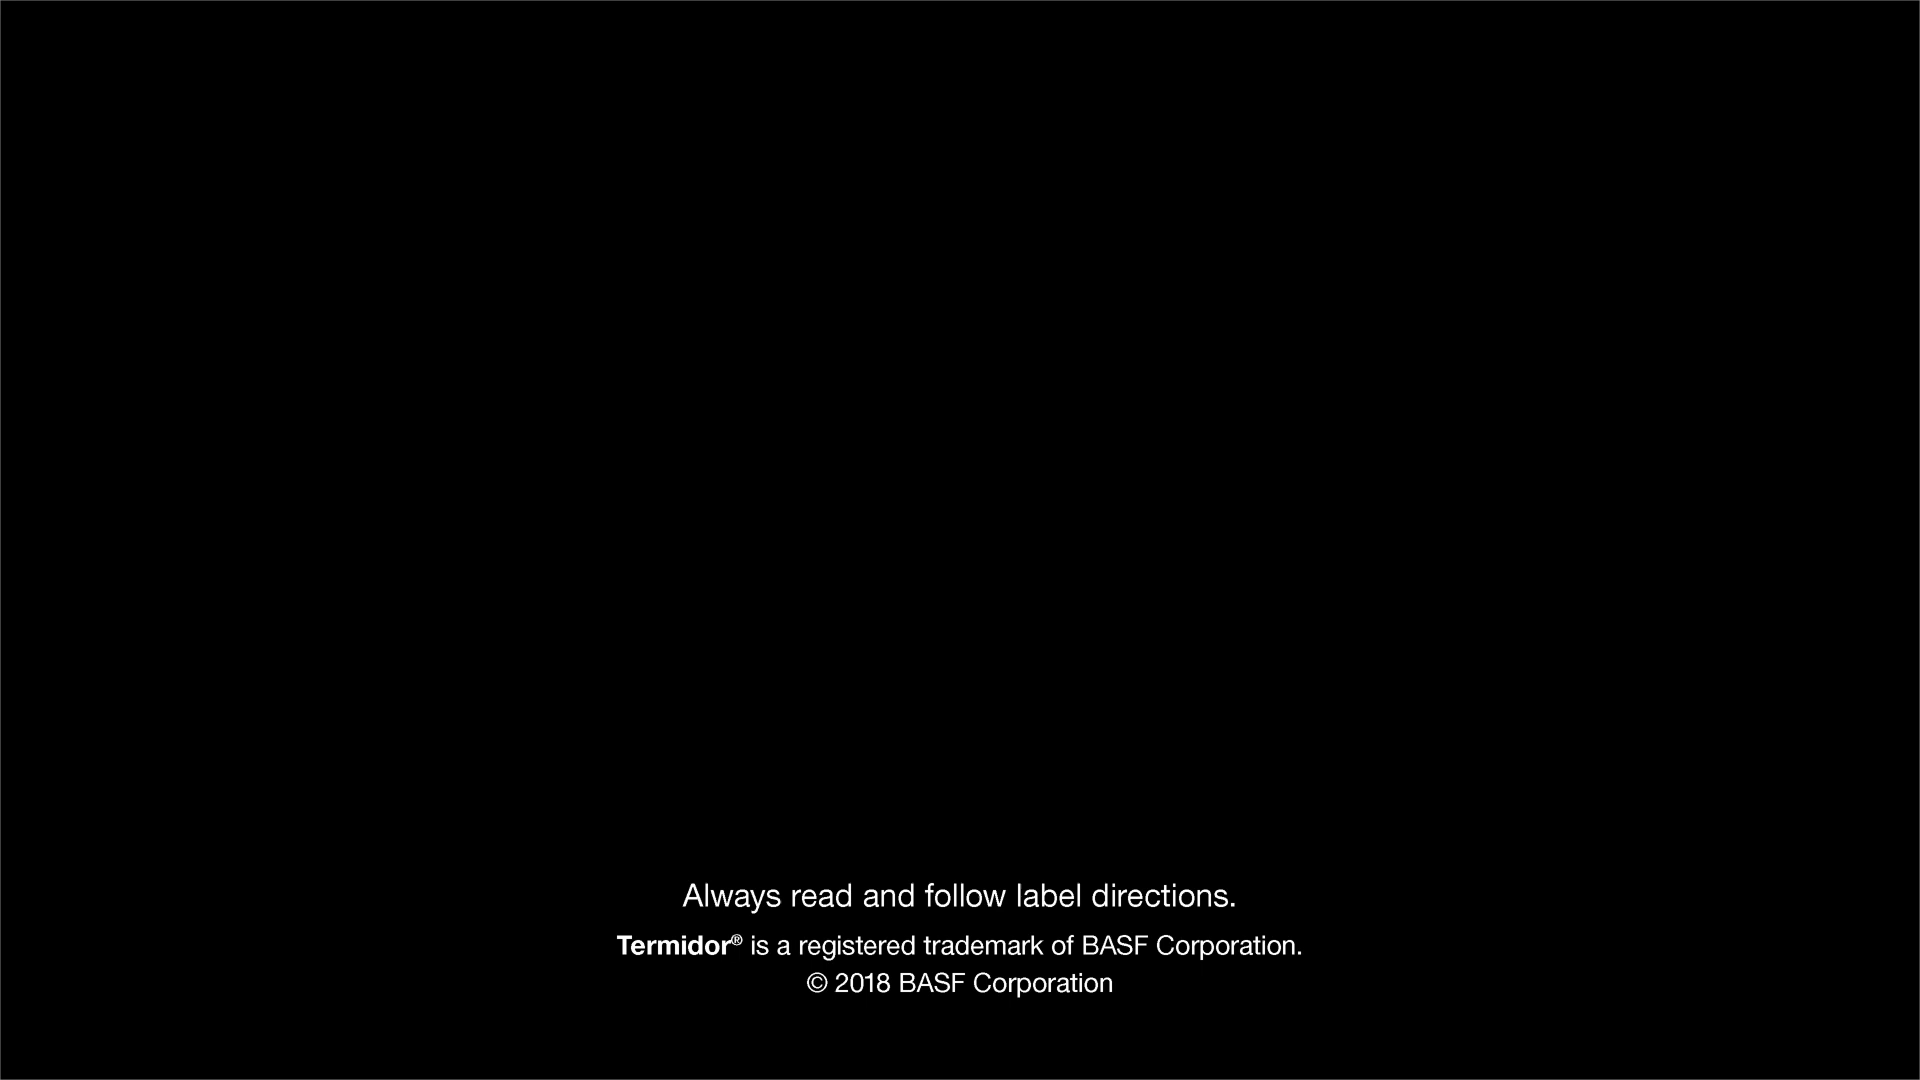 Always read and follow label directions.
Termidor® is a registered trademark of BASF Corporation.
© 2018 BASF Corporation